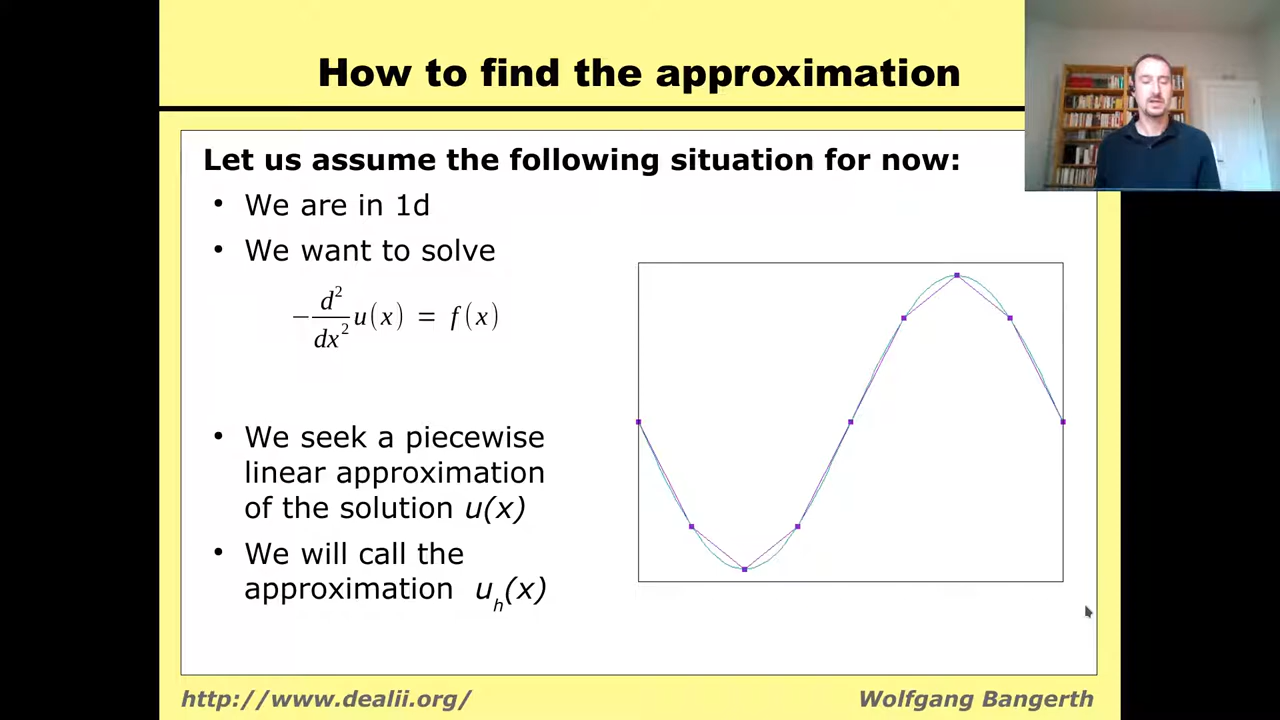 How to find the approximation
Let us assume the following situation for now:
• We are in 1d
• We want to solve
−d²/dx² u(x) = f(x)
• We seek a piecewise
linear approximation
of the solution u(x)
• We will call the
approximation uₕ(x)
http://www.dealii.org/
Wolfgang Bangerth